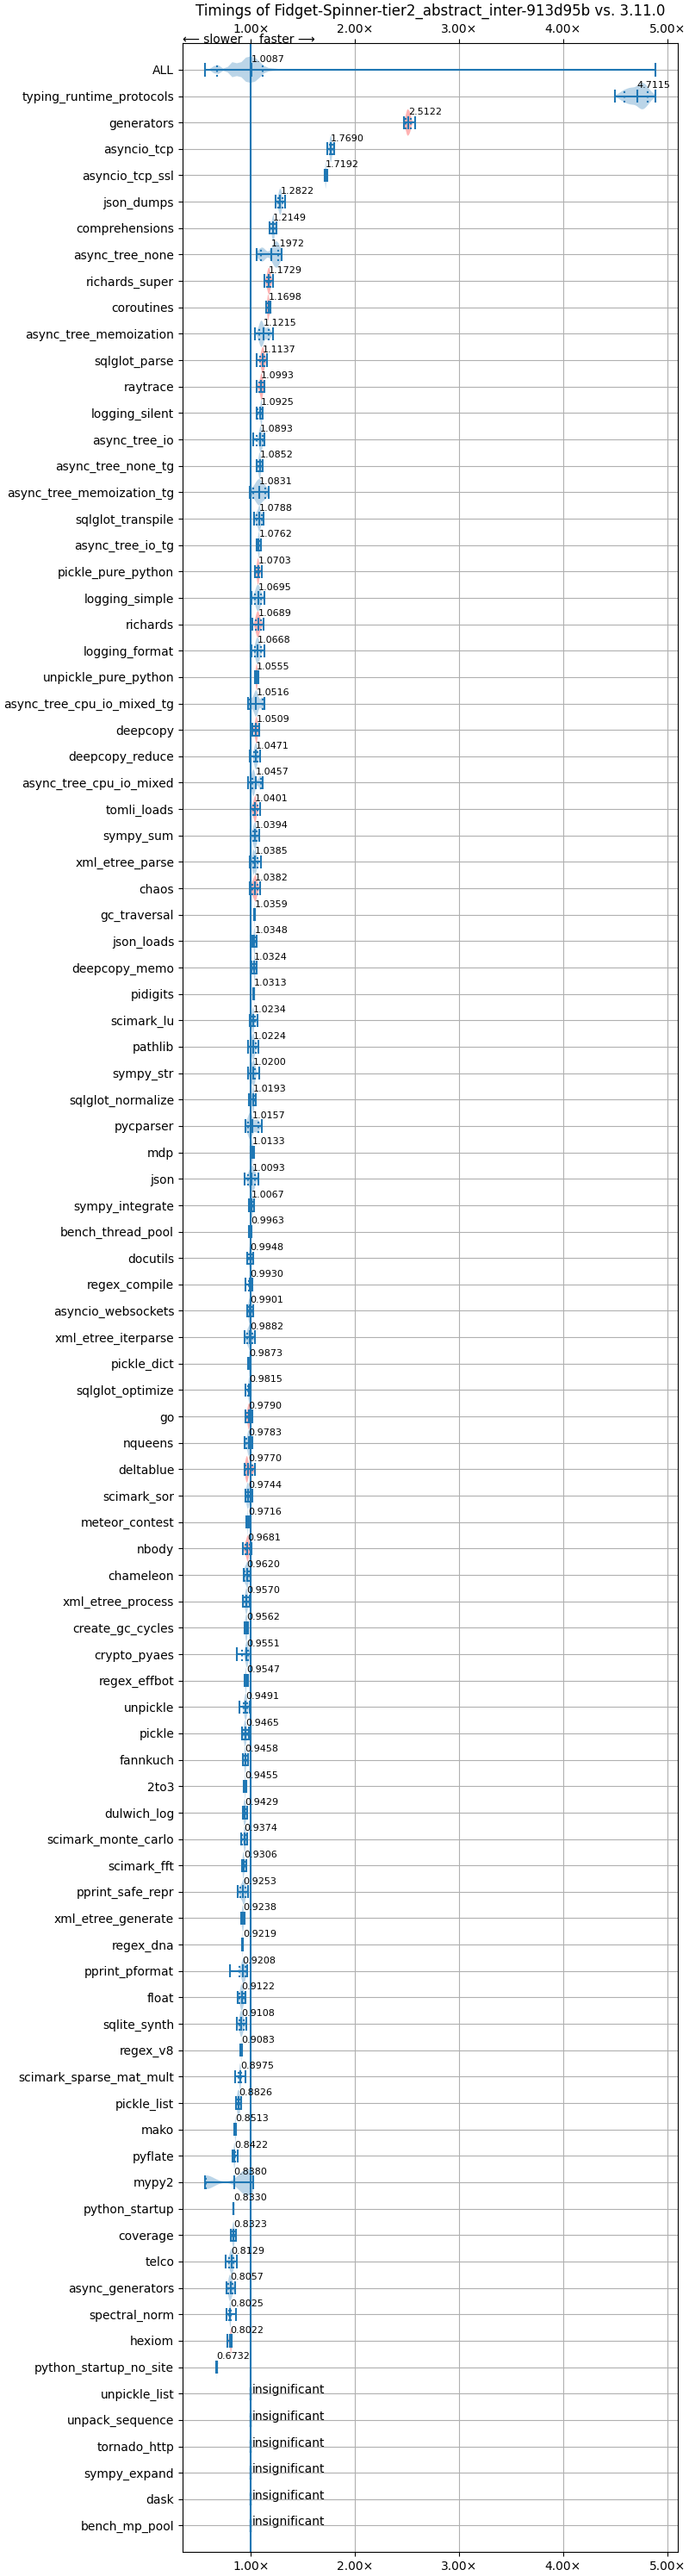 Timings of Fidget-Spinner-tier2_abstract_inter-913d95b vs. 3.11.0
1.00× 2.00× 3.00× 4.00× 5.00×
⟵ slower faster ⟶
ALL 1.0087
typing_runtime_protocols 4.7115
generators 2.5122
asyncio_tcp 1.7690
asyncio_tcp_ssl 1.7192
json_dumps 1.2822
comprehensions 1.2149
async_tree_none 1.1972
richards_super 1.1729
coroutines 1.1698
async_tree_memoization 1.1215
sqlglot_parse 1.1137
raytrace 1.0993
logging_silent 1.0925
async_tree_io 1.0893
async_tree_none_tg 1.0852
async_tree_memoization_tg 1.0831
sqlglot_transpile 1.0788
async_tree_io_tg 1.0762
pickle_pure_python 1.0703
logging_simple 1.0695
richards 1.0689
logging_format 1.0668
unpickle_pure_python 1.0555
async_tree_cpu_io_mixed_tg 1.0516
deepcopy 1.0509
deepcopy_reduce 1.0471
async_tree_cpu_io_mixed 1.0457
tomli_loads 1.0401
sympy_sum 1.0394
xml_etree_parse 1.0385
chaos 1.0382
gc_traversal 1.0359
json_loads 1.0348
deepcopy_memo 1.0324
pidigits 1.0313
scimark_lu 1.0234
pathlib 1.0224
sympy_str 1.0200
sqlglot_normalize 1.0193
pycparser 1.0157
mdp 1.0133
json 1.0093
sympy_integrate 1.0067
bench_thread_pool 0.9963
docutils 0.9948
regex_compile 0.9930
asyncio_websockets 0.9901
xml_etree_iterparse 0.9882
pickle_dict 0.9873
sqlglot_optimize 0.9815
go 0.9790
nqueens 0.9783
deltablue 0.9770
scimark_sor 0.9744
meteor_contest 0.9716
nbody 0.9681
chameleon 0.9620
xml_etree_process 0.9570
create_gc_cycles 0.9562
crypto_pyaes 0.9551
regex_effbot 0.9547
unpickle 0.9491
pickle 0.9465
fannkuch 0.9458
2to3 0.9455
dulwich_log 0.9429
scimark_monte_carlo 0.9374
scimark_fft 0.9306
pprint_safe_repr 0.9253
xml_etree_generate 0.9238
regex_dna 0.9219
pprint_pformat 0.9208
float 0.9122
sqlite_synth 0.9108
regex_v8 0.9083
scimark_sparse_mat_mult 0.8975
pickle_list 0.8826
mako 0.8513
pyflate 0.8422
mypy2 0.8380
python_startup 0.8330
coverage 0.8323
telco 0.8129
async_generators 0.8057
spectral_norm 0.8025
hexiom 0.8022
python_startup_no_site 0.6732
unpickle_list insignificant
unpack_sequence insignificant
tornado_http insignificant
sympy_expand insignificant
dask insignificant
bench_mp_pool insignificant
1.00× 2.00× 3.00× 4.00× 5.00×